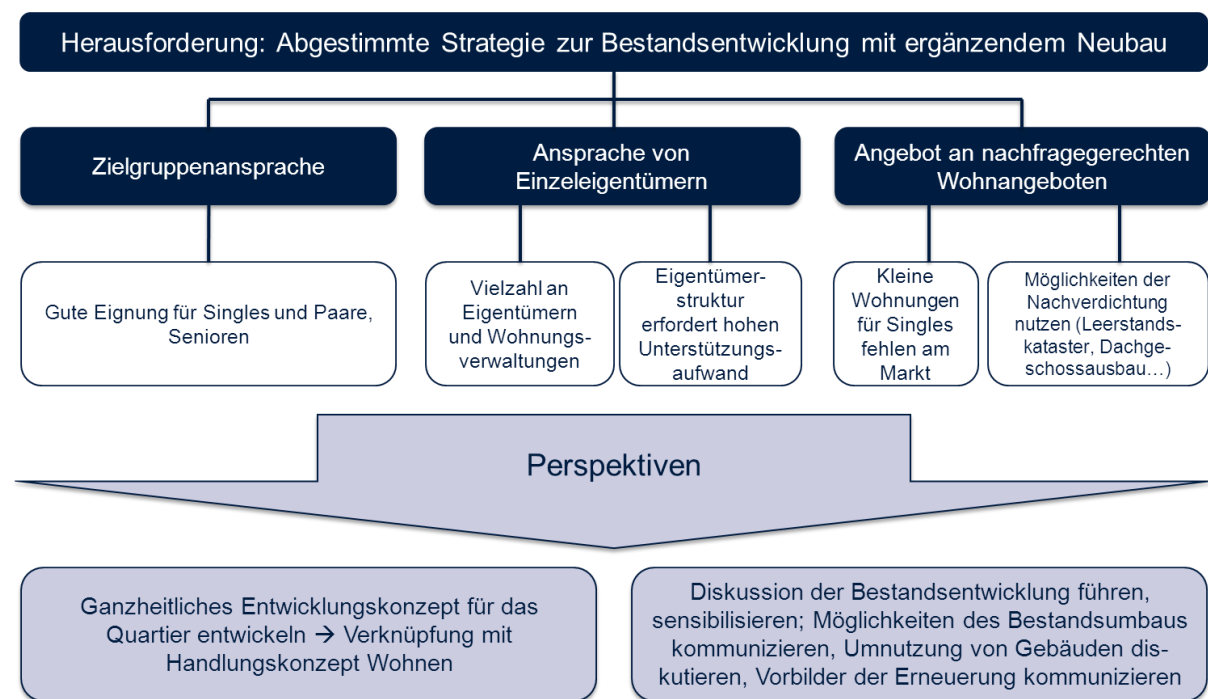 Herausforderung: Abgestimmte Strategie zur Bestandsentwicklung mit ergänzendem Neubau
Zielgruppenansprache
Ansprache von
Einzeleigentümern
Angebot an nachfragegerechten
Wohnangeboten
Gute Eignung für Singles und Paare,
Senioren
Vielzahl an
Eigentümern
und Wohnungs-
verwaltungen
Eigentümer-
struktur
erfordert hohen
Unterstützungs-
aufwand
Kleine
Wohnungen
für Singles
fehlen am
Markt
Möglichkeiten der
Nachverdichtung
nutzen (Leerstands-
kataster, Dachge-
schossausbau…)
Perspektiven
Ganzheitliches Entwicklungskonzept für das
Quartier entwickeln → Verknüpfung mit
Handlungskonzept Wohnen
Diskussion der Bestandsentwicklung führen,
sensibilisieren; Möglichkeiten des Bestandsumbaus
kommunizieren, Umnutzung von Gebäuden dis-
kutieren, Vorbilder der Erneuerung kommunizieren